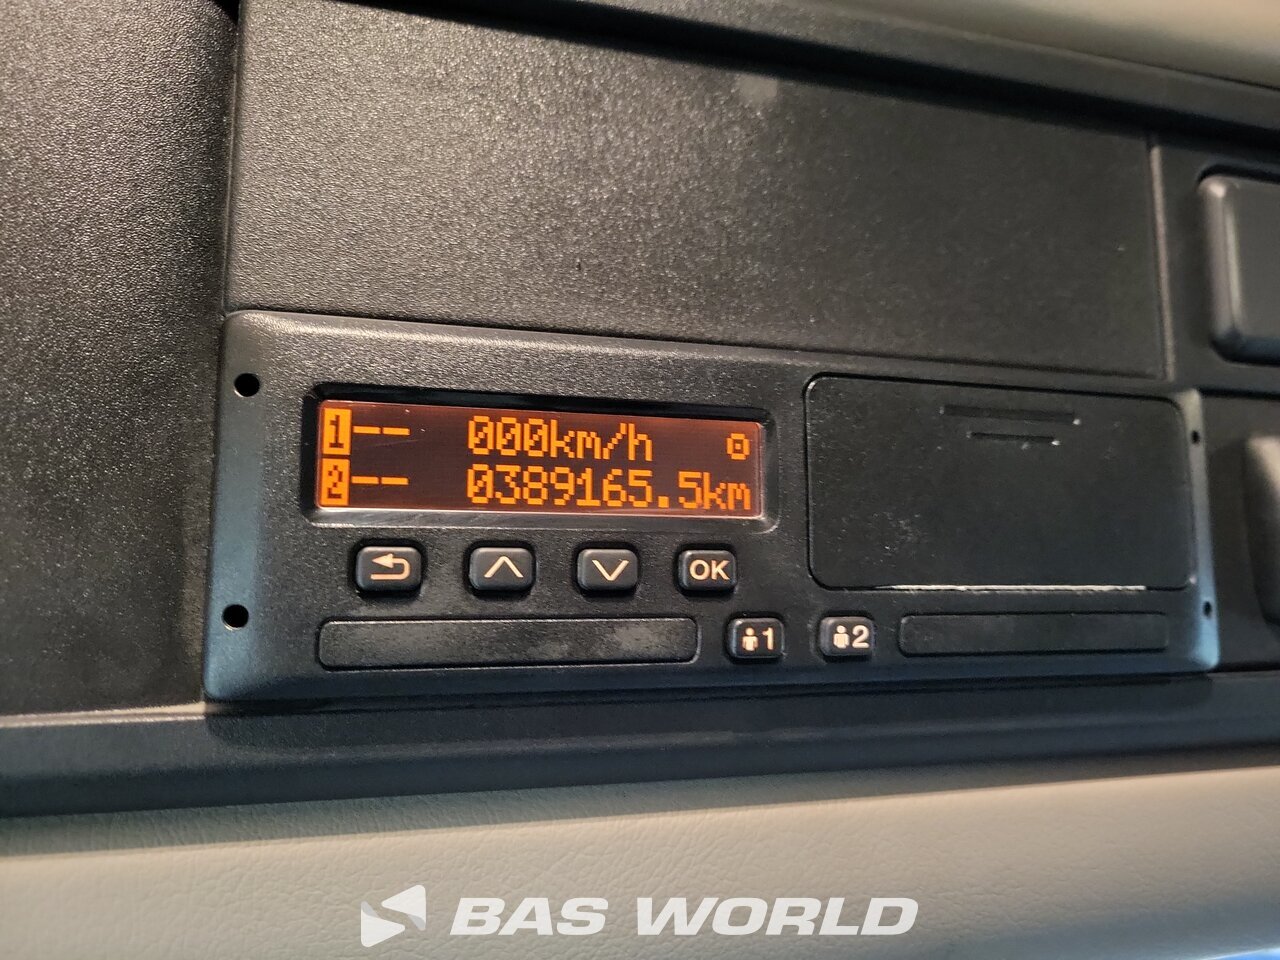 1-- 000km/h
2-- 0389165.5km
OK
1
2
BAS WORLD